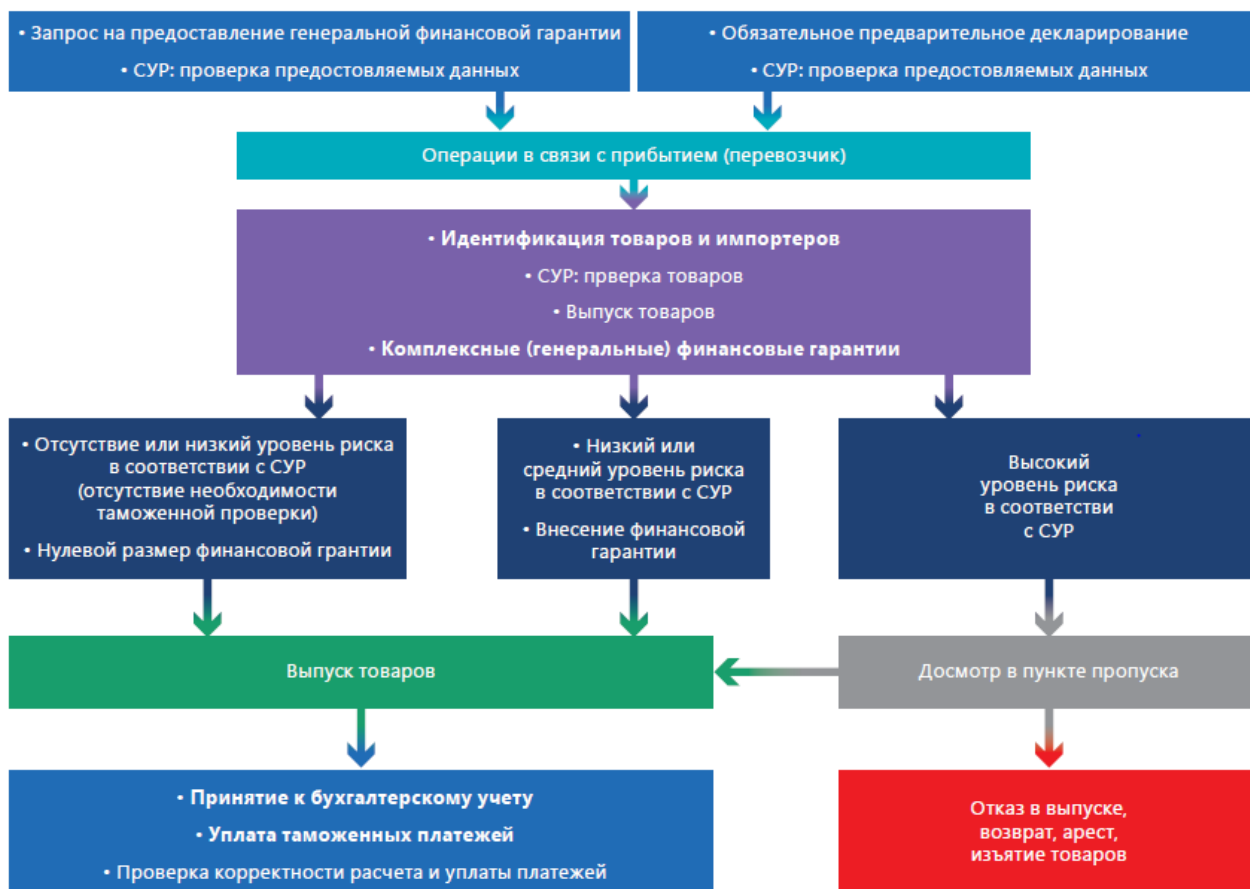 • Запрос на предоставление генеральной финансовой гарантии
• СУР: проверка предостовляемых данных
• Обязательное предварительное декларирование
• СУР: проверка предостовляемых данных
Операции в связи с прибытием (перевозчик)
• Идентификация товаров и импортеров
• СУР: прверка товаров
• Выпуск товаров
• Комплексные (генеральные) финансовые гарантии
• Отсутствие или низкий уровень риска
в соответствии с СУР
(отсутствие необходимости
таможенной проверки)
• Нулевой размер финансовой грантии
• Низкий или
средний уровень риска
в соответствии с СУР
• Внесение финансовой
гарантии
Высокий
уровень риска
в соответстви
с СУР
Выпуск товаров
Досмотр в пункте пропуска
• Принятие к бухгалтерскому учету
• Уплата таможенных платежей
• Проверка корректности расчета и уплаты платежей
Отказ в выпуске,
возврат, арест,
изъятие товаров